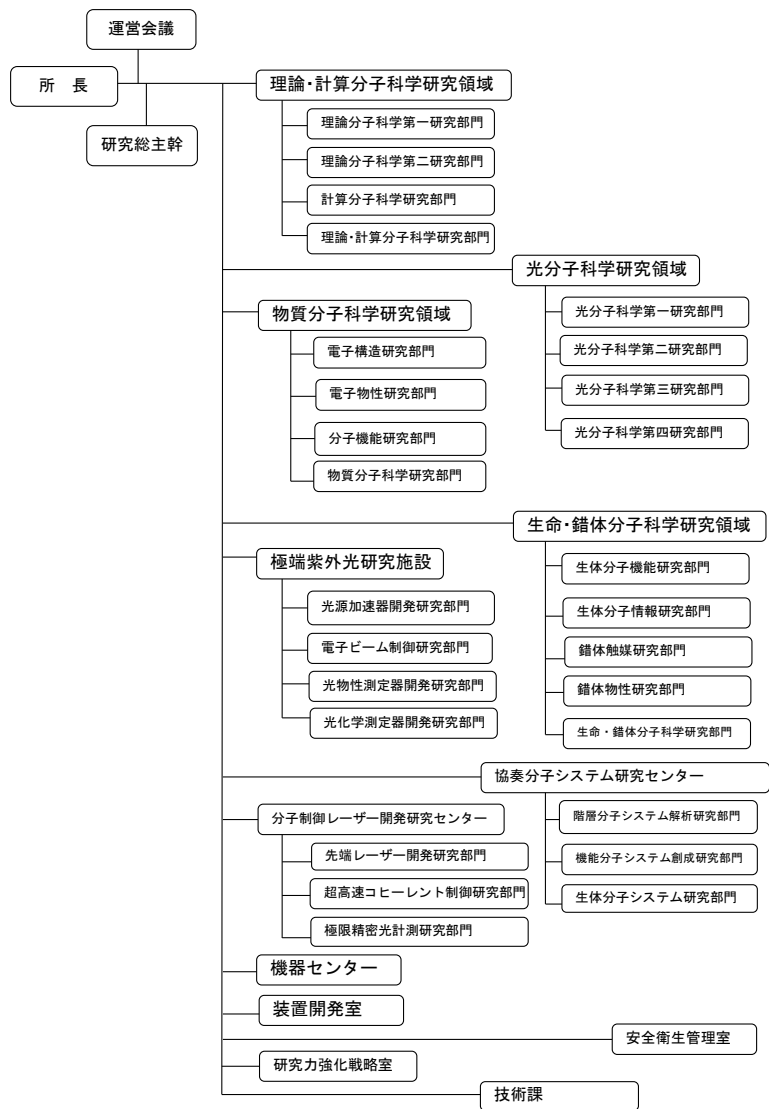 運営会議
所　長
研究総主幹
理論・計算分子科学研究領域
理論分子科学第一研究部門
理論分子科学第二研究部門
計算分子科学研究部門
理論・計算分子科学研究部門
光分子科学研究領域
光分子科学第一研究部門
光分子科学第二研究部門
光分子科学第三研究部門
光分子科学第四研究部門
物質分子科学研究領域
電子構造研究部門
電子物性研究部門
分子機能研究部門
物質分子科学研究部門
生命・錯体分子科学研究領域
生体分子機能研究部門
生体分子情報研究部門
錯体触媒研究部門
錯体物性研究部門
生命・錯体分子科学研究部門
極端紫外光研究施設
光源加速器開発研究部門
電子ビーム制御研究部門
光物性測定器開発研究部門
光化学測定器開発研究部門
協奏分子システム研究センター
階層分子システム解析研究部門
機能分子システム創成研究部門
生体分子システム研究部門
分子制御レーザー開発研究センター
先端レーザー開発研究部門
超高速コヒーレント制御研究部門
極限精密光計測研究部門
機器センター
装置開発室
安全衛生管理室
研究力強化戦略室
技術課